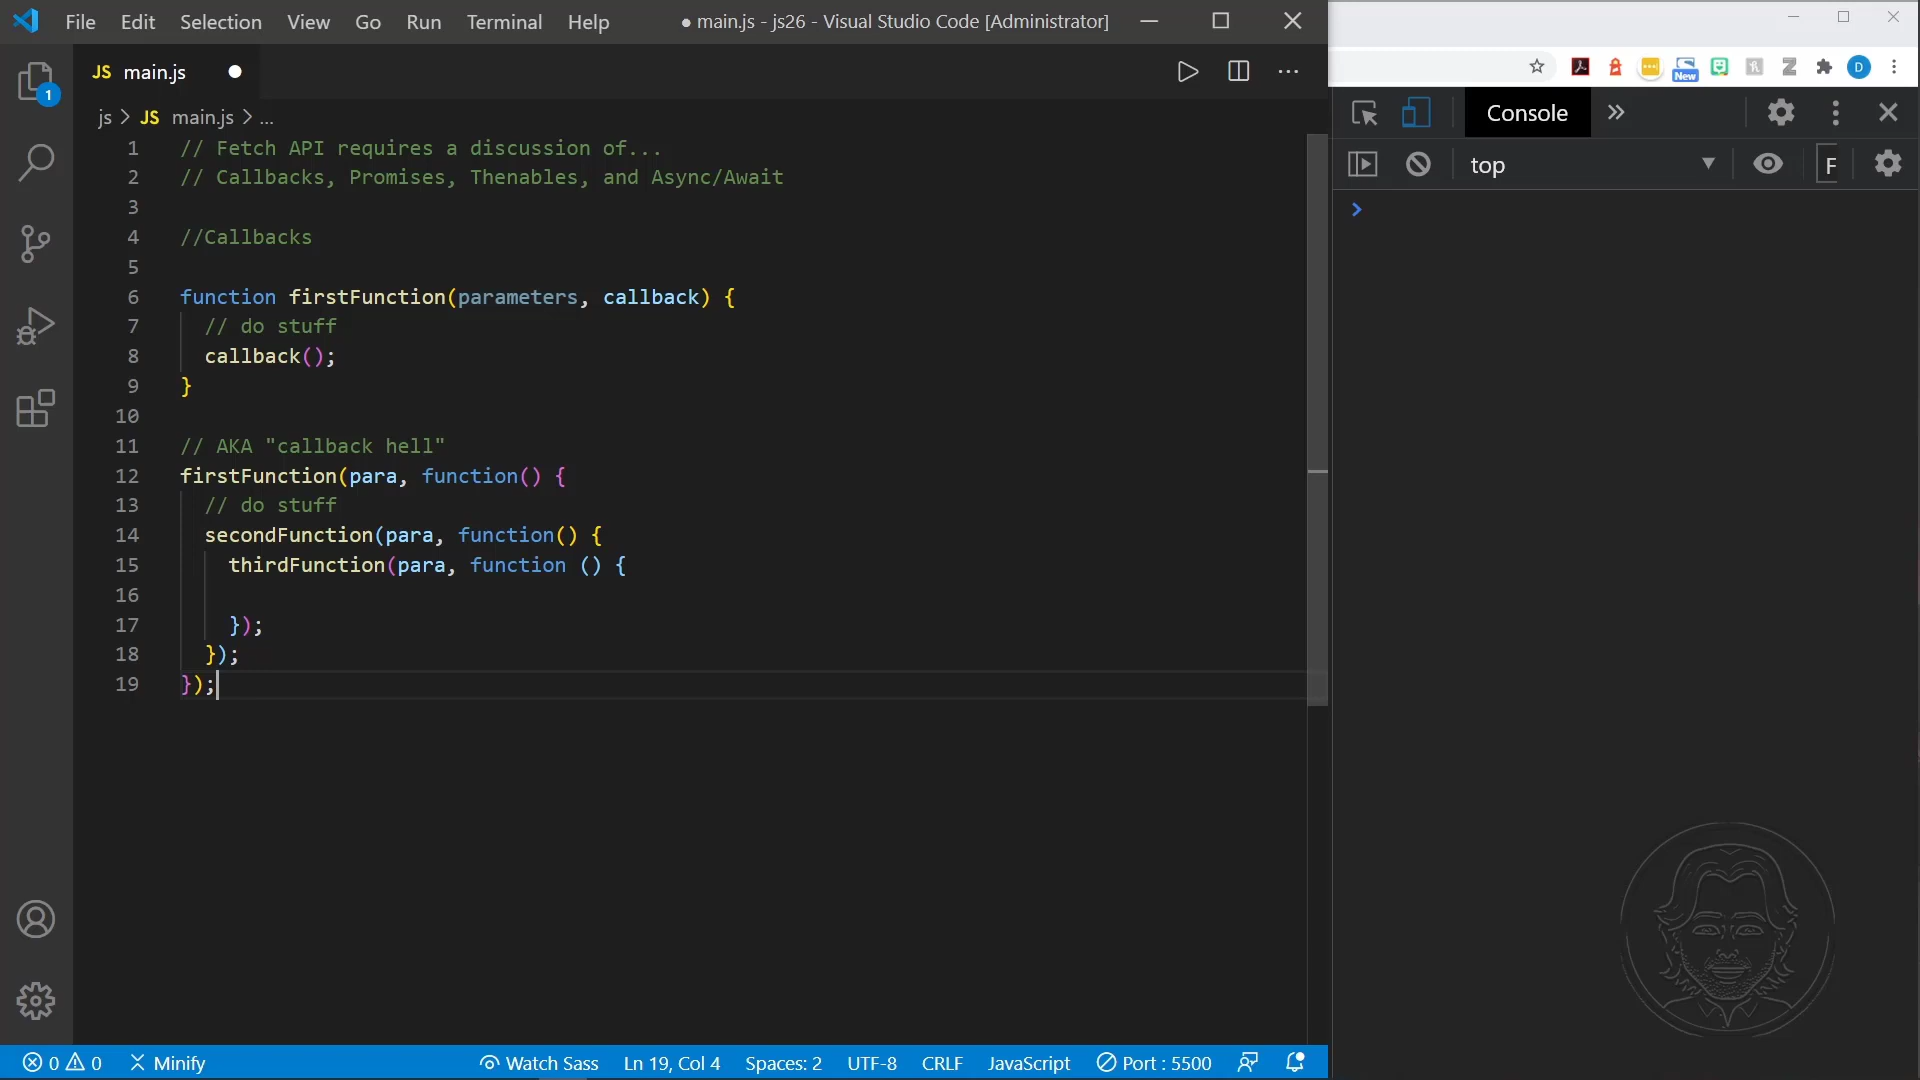 File Edit Selection View Go Run Terminal Help ● main.js - js26 - Visual Studio Code [Administrator]
JS main.js
js > JS main.js > ...
1 // Fetch API requires a discussion of...
2 // Callbacks, Promises, Thenables, and Async/Await
3
4 //Callbacks
5
6 function firstFunction(parameters, callback) {
7 // do stuff
8 callback();
9 }
10
11 // AKA "callback hell"
12 firstFunction(para, function() {
13 // do stuff
14 secondFunction(para, function() {
15 thirdFunction(para, function () {
16
17 });
18 });
19 });
1
0 0 Minify Watch Sass Ln 19, Col 4 Spaces: 2 UTF-8 CRLF JavaScript Port : 5500
New D
Console
top F